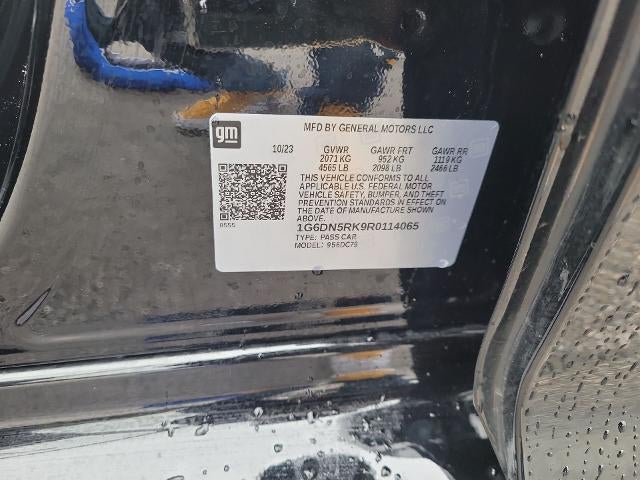 gm
MFD BY GENERAL MOTORS LLC
10/23 GVWR GAWR FRT GAWR RR
2071 KG 952 KG 1119 KG
4565 LB 2098 LB 2466 LB
THIS VEHICLE CONFORMS TO ALL
APPLICABLE U.S. FEDERAL MOTOR
VEHICLE SAFETY, BUMPER, AND THEFT
PREVENTION STANDARDS IN EFFECT ON
THE DATE OF MANUFACTURE SHOWN
ABOVE.
8555
1G6DN5RK9R0114065
TYPE: PASS CAR
MODEL: 956DC79